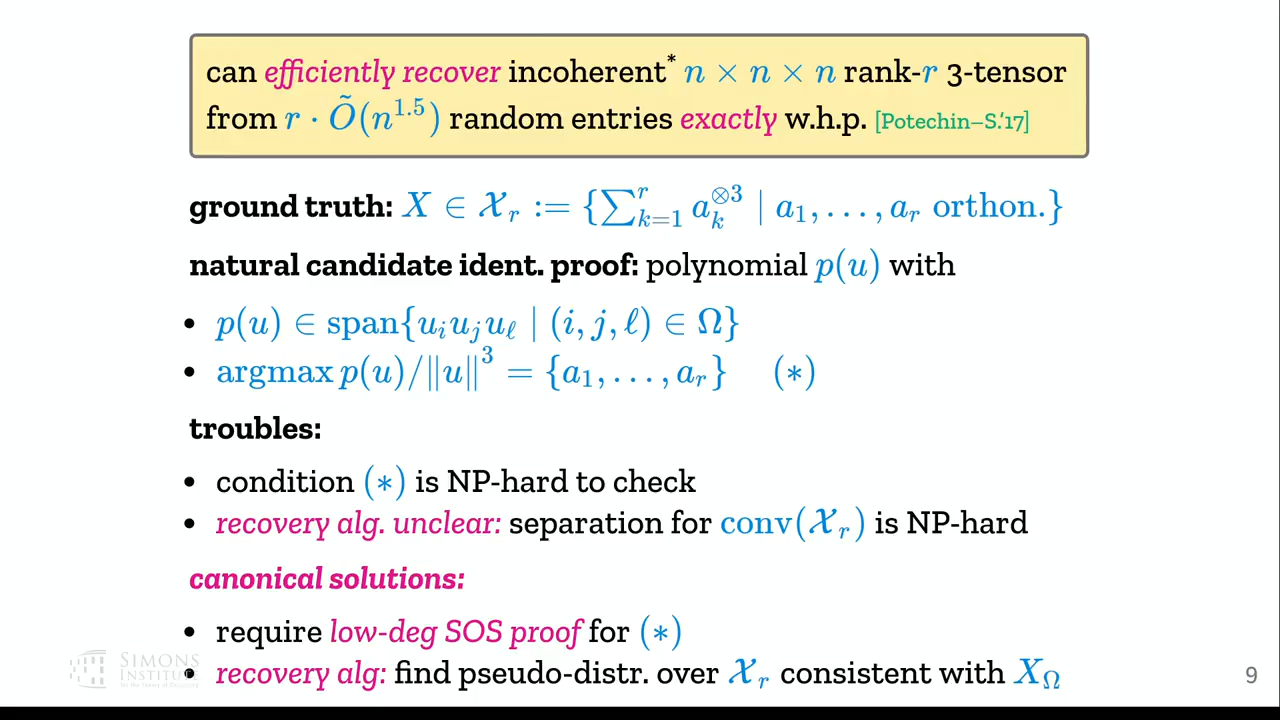 can efficiently recover incoherent* n × n × n rank-r 3-tensor
from r · Õ(n^{1.5}) random entries exactly w.h.p. [Potechin–S.'17]
ground truth: X ∈ 𝒳_r := {∑_{k=1}^r a_k^{⊗3} | a_1, …, a_r orthon.}
natural candidate ident. proof: polynomial p(u) with
• p(u) ∈ span{u_i u_j u_ℓ | (i, j, ℓ) ∈ Ω}
• argmax p(u)/‖u‖^3 = {a_1, …, a_r} (∗)
troubles:
• condition (∗) is NP-hard to check
• recovery alg. unclear: separation for conv(𝒳_r) is NP-hard
canonical solutions:
• require low-deg SOS proof for (∗)
• recovery alg: find pseudo-distr. over 𝒳_r consistent with X_Ω
SIMONS
INSTITUTE
9